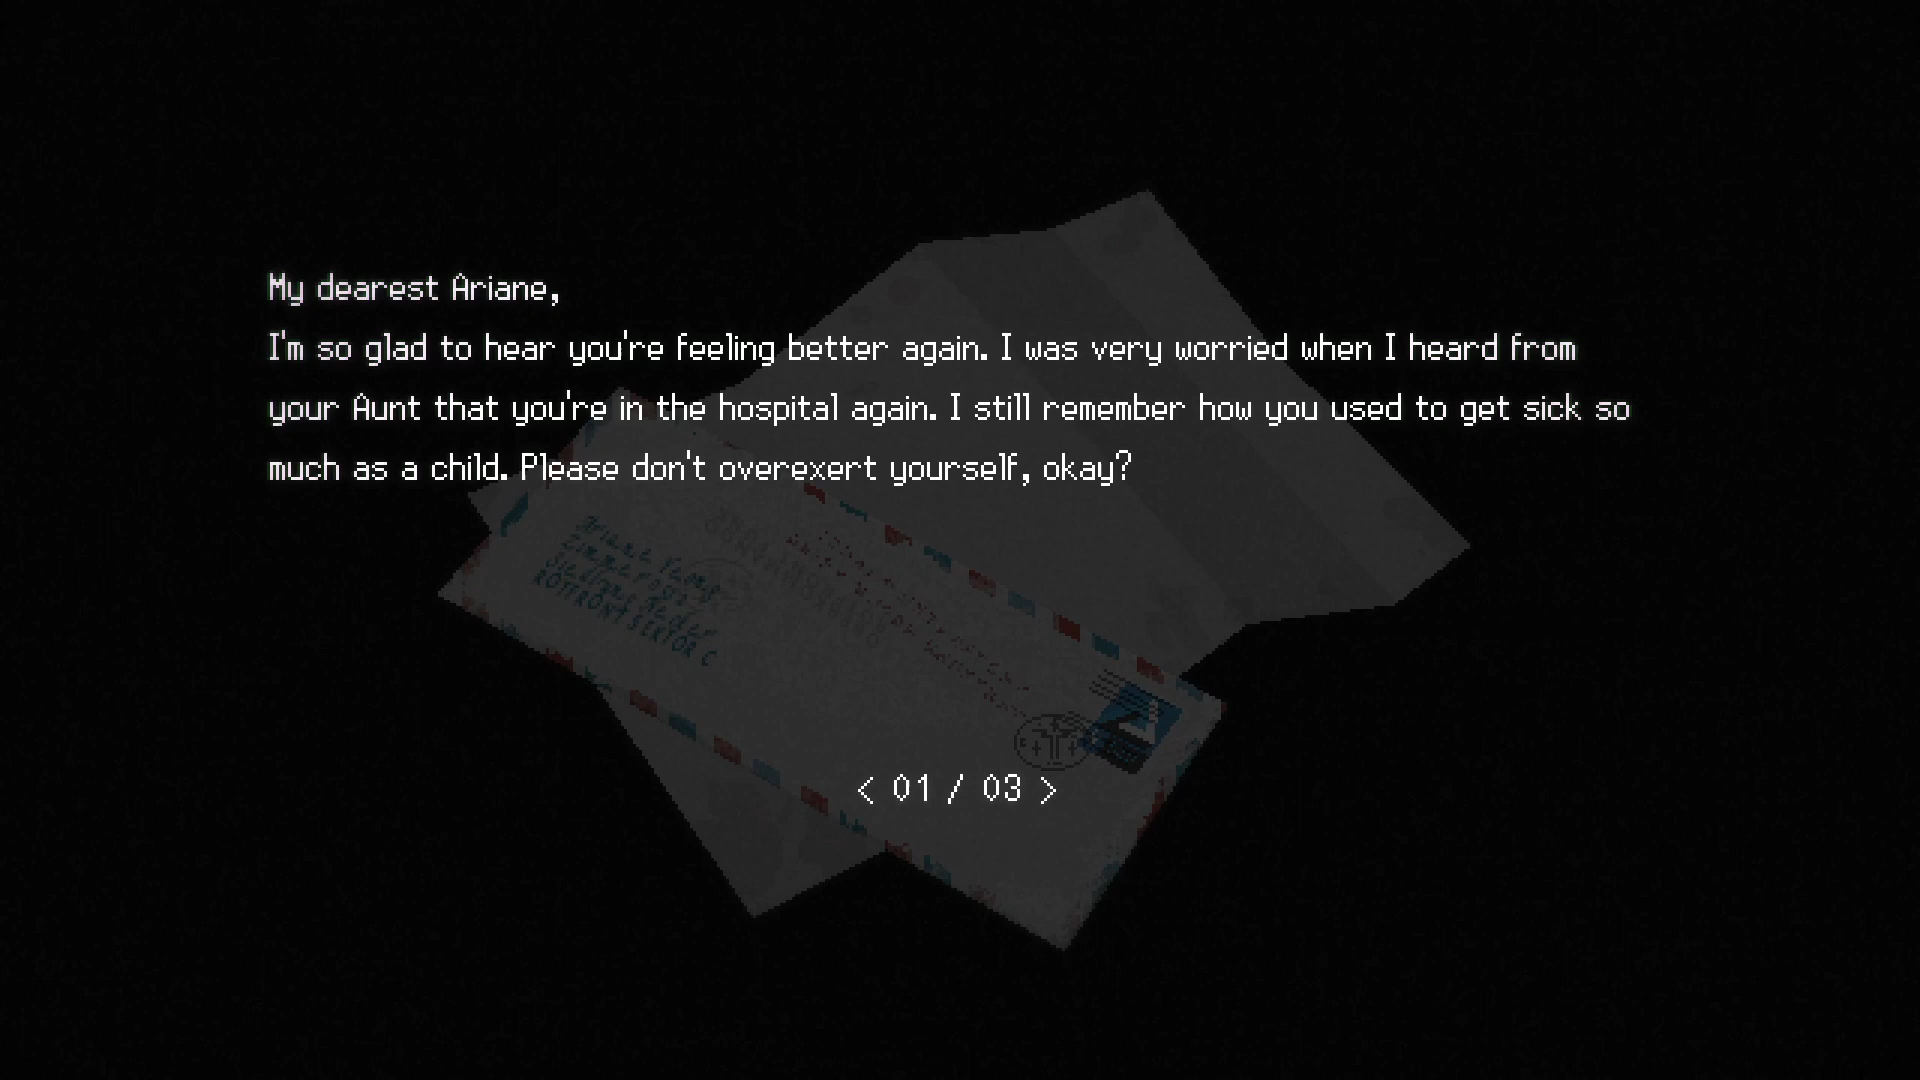 My dearest Ariane,
I'm so glad to hear you're feeling better again. I was very worried when I heard from
your Aunt that you're in the hospital again. I still remember how you used to get sick so
much as a child. Please don't overexert yourself, okay?
ROTFRONT SEKTOR C
< 01 / 03 >